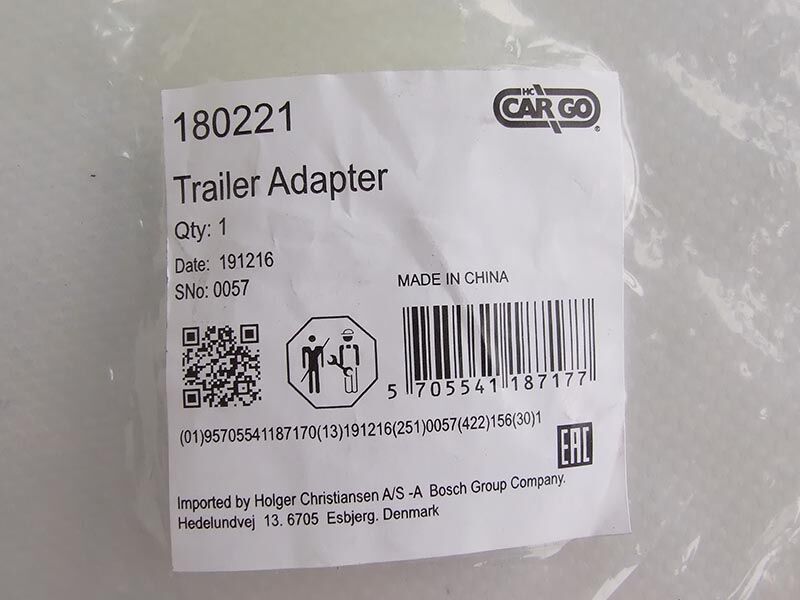 180221
HC
CARGO®
Trailer Adapter
Qty: 1
Date: 191216
SNo: 0057
MADE IN CHINA
5 705541 187177
(01)95705541187170(13)191216(251)0057(422)156(30)1
EAC
Imported by Holger Christiansen A/S -A Bosch Group Company.
Hedelundvej 13. 6705 Esbjerg. Denmark